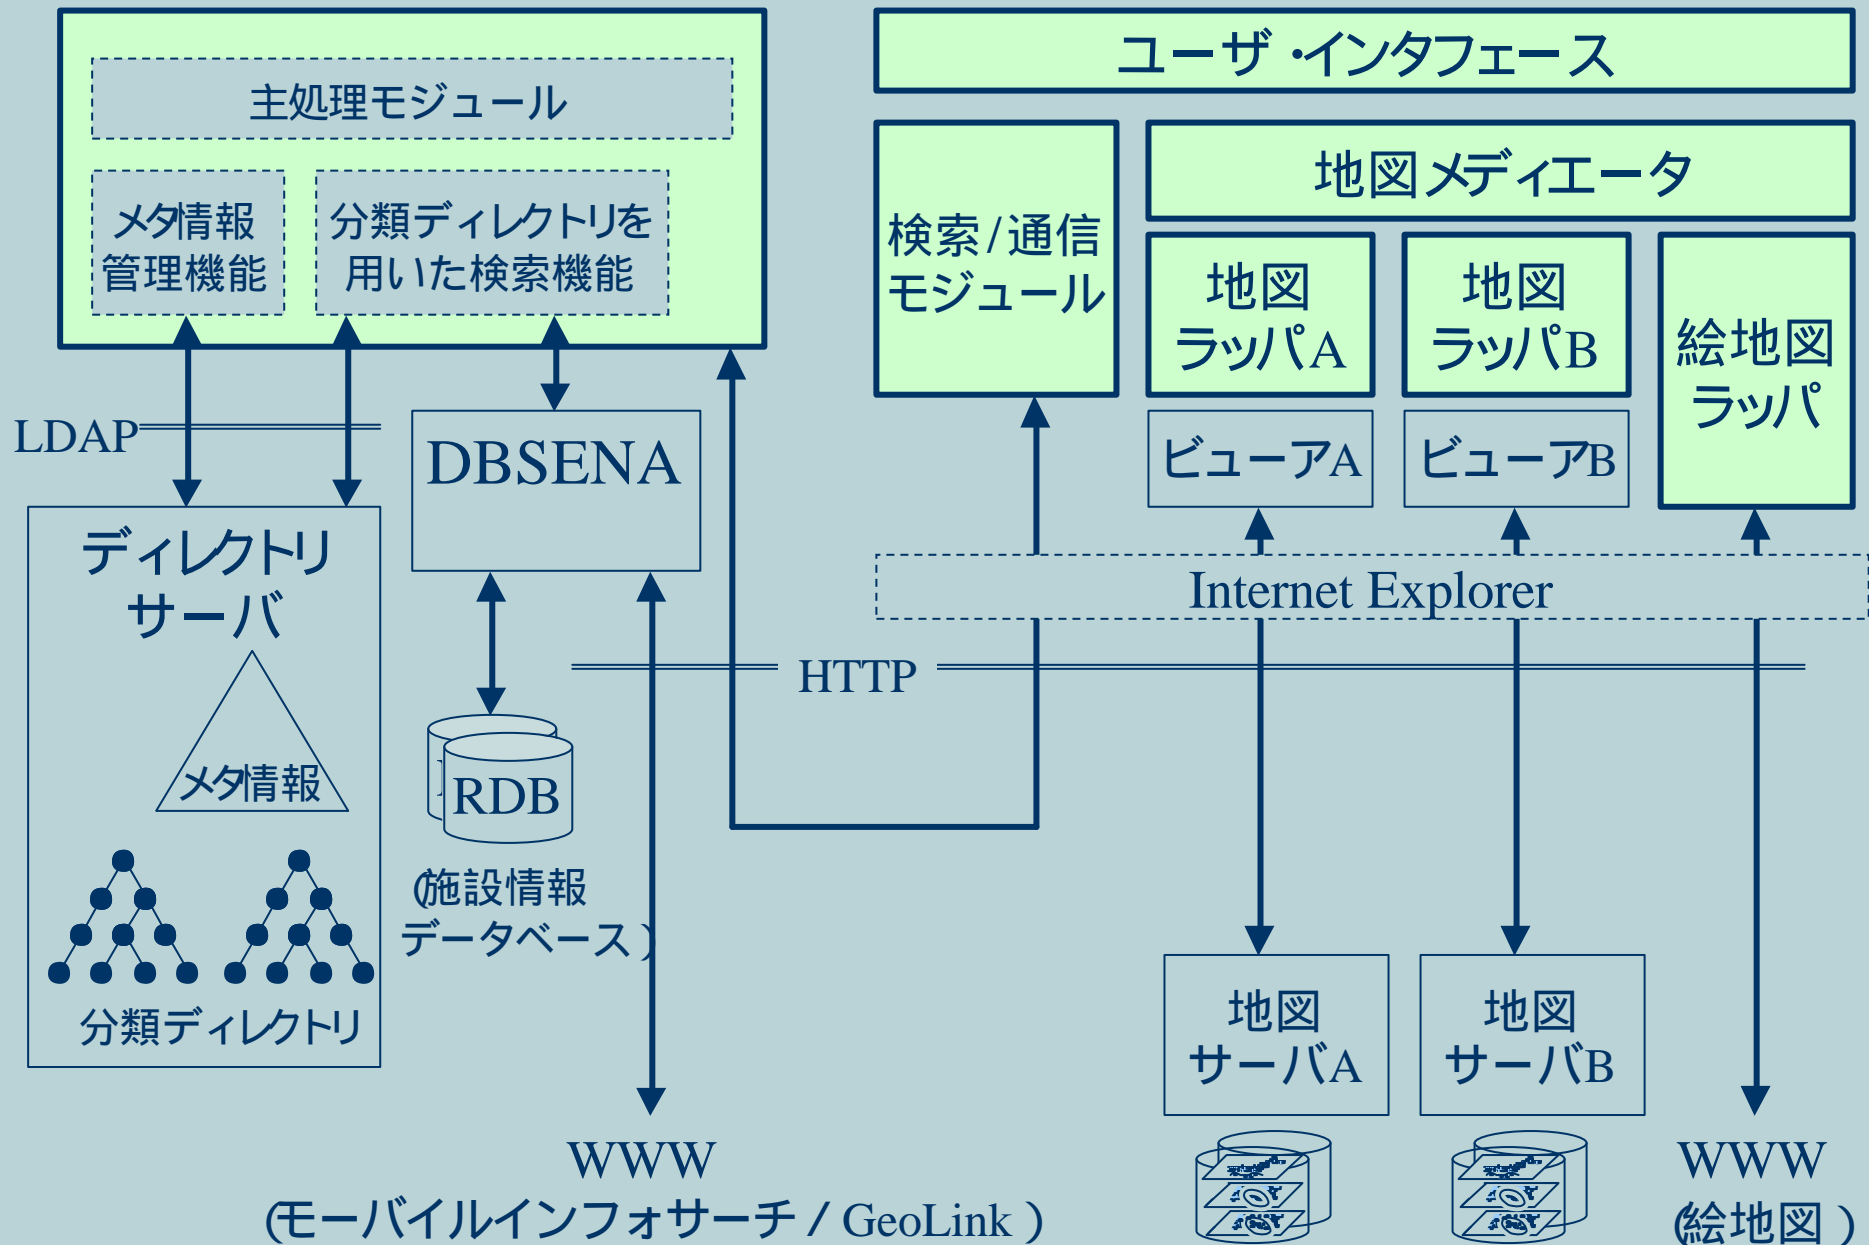 主処理モジュール
メタ情報
管理機能
分類ディレクトリを
用いた検索機能
LDAP
DBSENA
ディレクトリ
サーバ
メタ情報
分類ディレクトリ
RDB
(施設情報
データベース)
WWW
(モーバイルインフォサーチ / GeoLink )
HTTP
ユーザ・インタフェース
検索/通信
モジュール
地図メディエータ
地図
ラッパA
地図
ラッパB
絵地図
ラッパ
ビューアA
ビューアB
Internet Explorer
地図
サーバA
地図
サーバB
WWW
(絵地図)